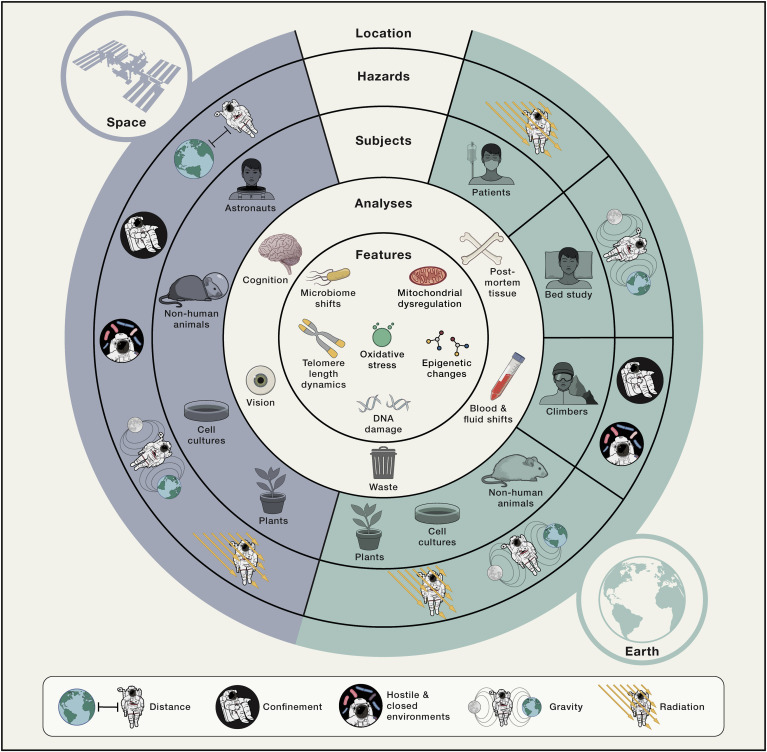 Location
Hazards
Subjects
Analyses
Features
Space
Astronauts
Patients
Cognition
Post-
mortem
tissue
Microbiome
shifts
Mitochondrial
dysregulation
Non-human
animals
Bed study
Telomere
length
dynamics
Oxidative
stress
Epigenetic
changes
Vision
Climbers
Blood &
fluid shifts
DNA
damage
Cell
cultures
Waste
Non-human
animals
Plants
Cell
cultures
Plants
Earth
Distance
Confinement
Hostile &
closed
environments
Gravity
Radiation